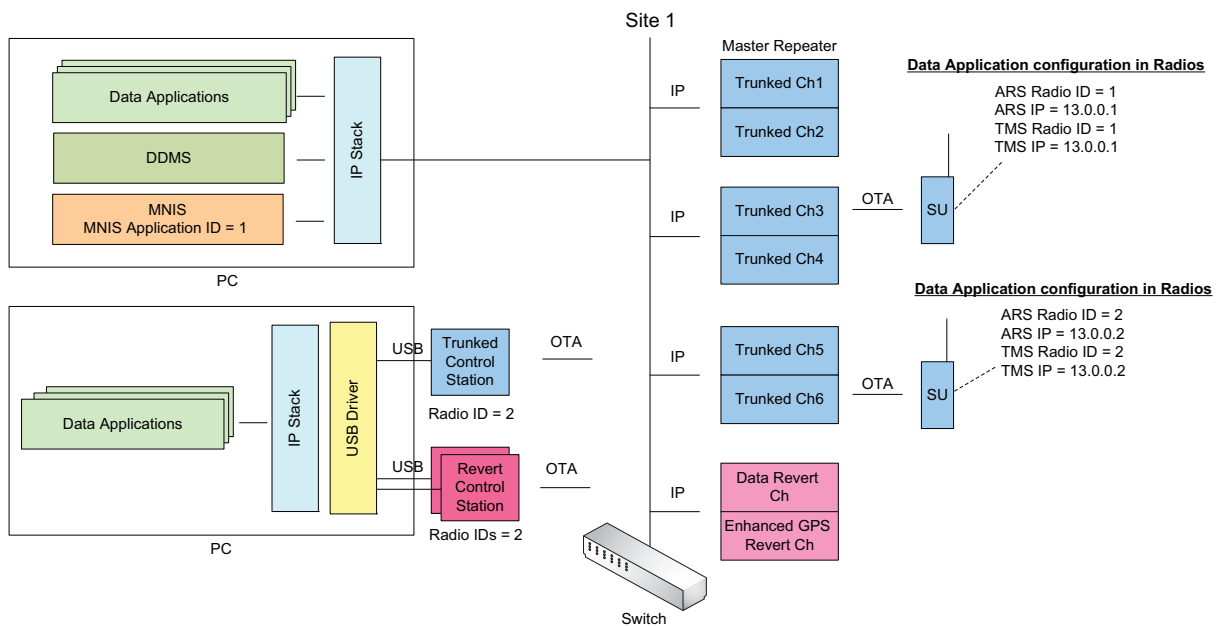 Site 1
Data Applications
DDMS
MNIS
MNIS Application ID = 1
IP Stack
PC
Data Applications
IP Stack
USB Driver
USB
Trunked
Control
Station
Radio ID = 2
OTA
USB
Revert
Control
Station
Radio IDs = 2
OTA
PC
Master Repeater
IP
Trunked Ch1
Trunked Ch2
IP
Trunked Ch3
Trunked Ch4
OTA
SU
IP
Trunked Ch5
Trunked Ch6
OTA
SU
IP
Data Revert
Ch
Enhanced GPS
Revert Ch
Switch
Data Application configuration in Radios
ARS Radio ID = 1
ARS IP = 13.0.0.1
TMS Radio ID = 1
TMS IP = 13.0.0.1
Data Application configuration in Radios
ARS Radio ID = 2
ARS IP = 13.0.0.2
TMS Radio ID = 2
TMS IP = 13.0.0.2